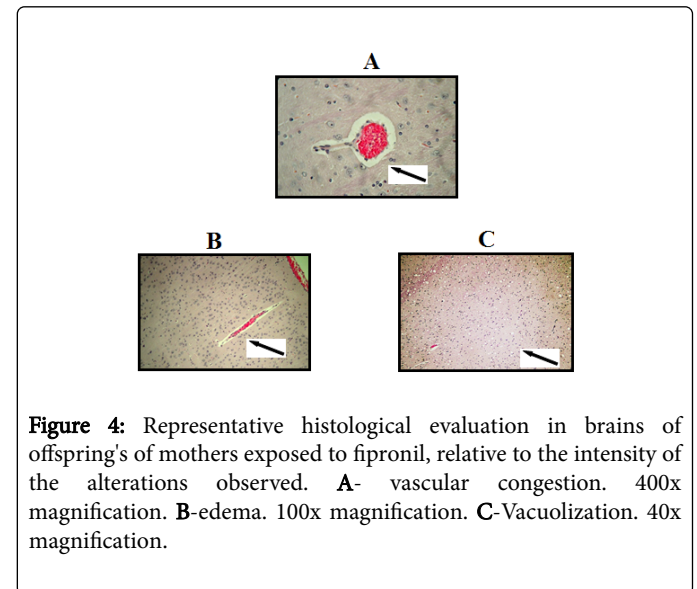 A
B
C
Figure 4: Representative histological evaluation in brains of
offspring's of mothers exposed to fipronil, relative to the intensity of
the alterations observed. A- vascular congestion. 400x
magnification. B-edema. 100x magnification. C-Vacuolization. 40x
magnification.